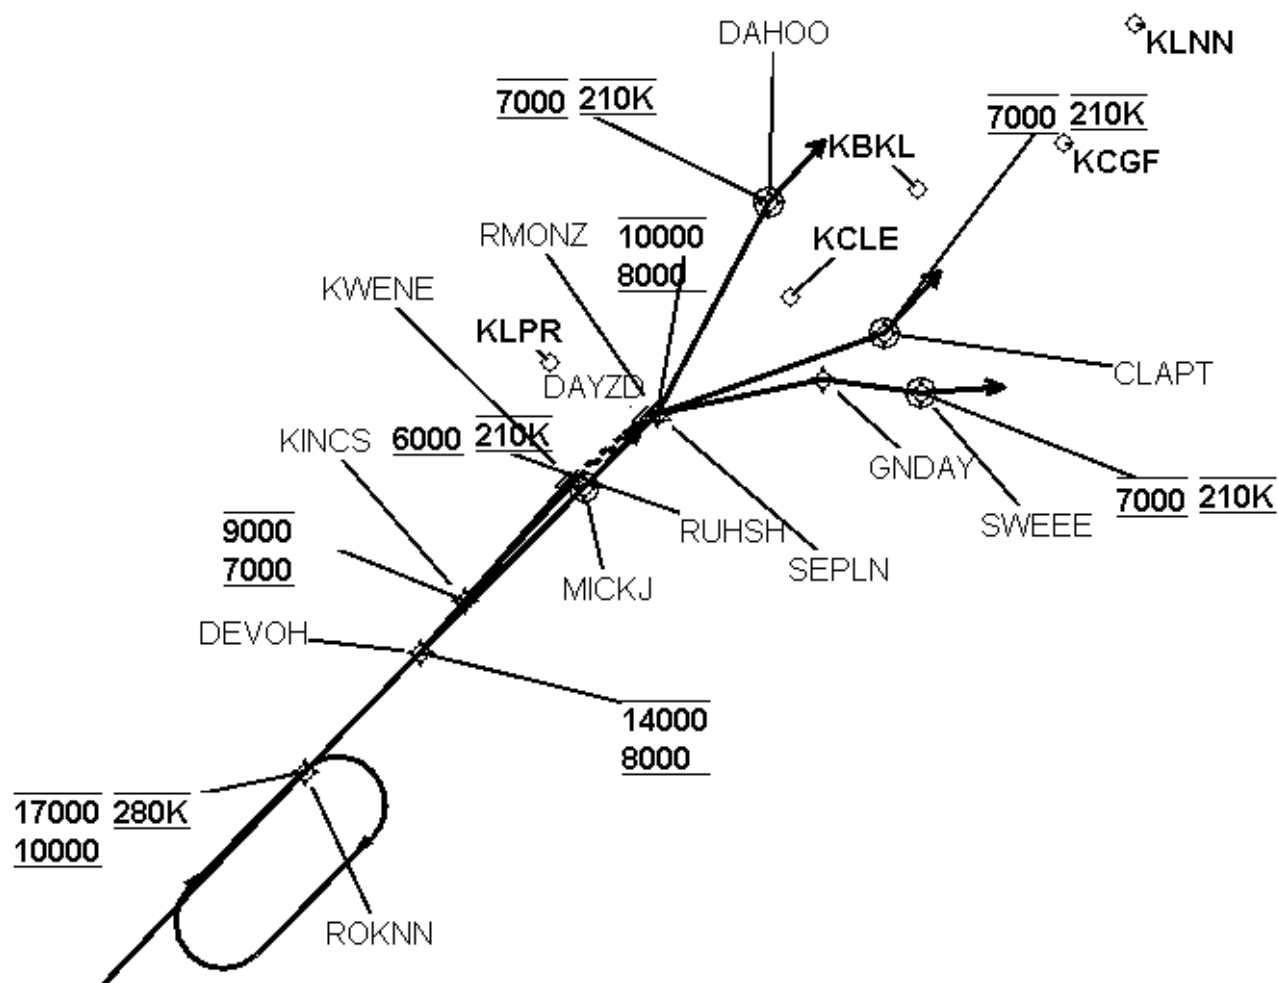 DAHOO
KLNN
7000 210K
7000 210K
KBKL
KCGF
RMONZ
10000
8000
KCLE
KWENE
KLPR
DAYZD
CLAPT
KINCS
6000 210K
GNDAY
7000 210K
SWEEE
RUHSH
SEPLN
9000
7000
MICKJ
DEVOH
14000
8000
17000 280K
10000
ROKNN